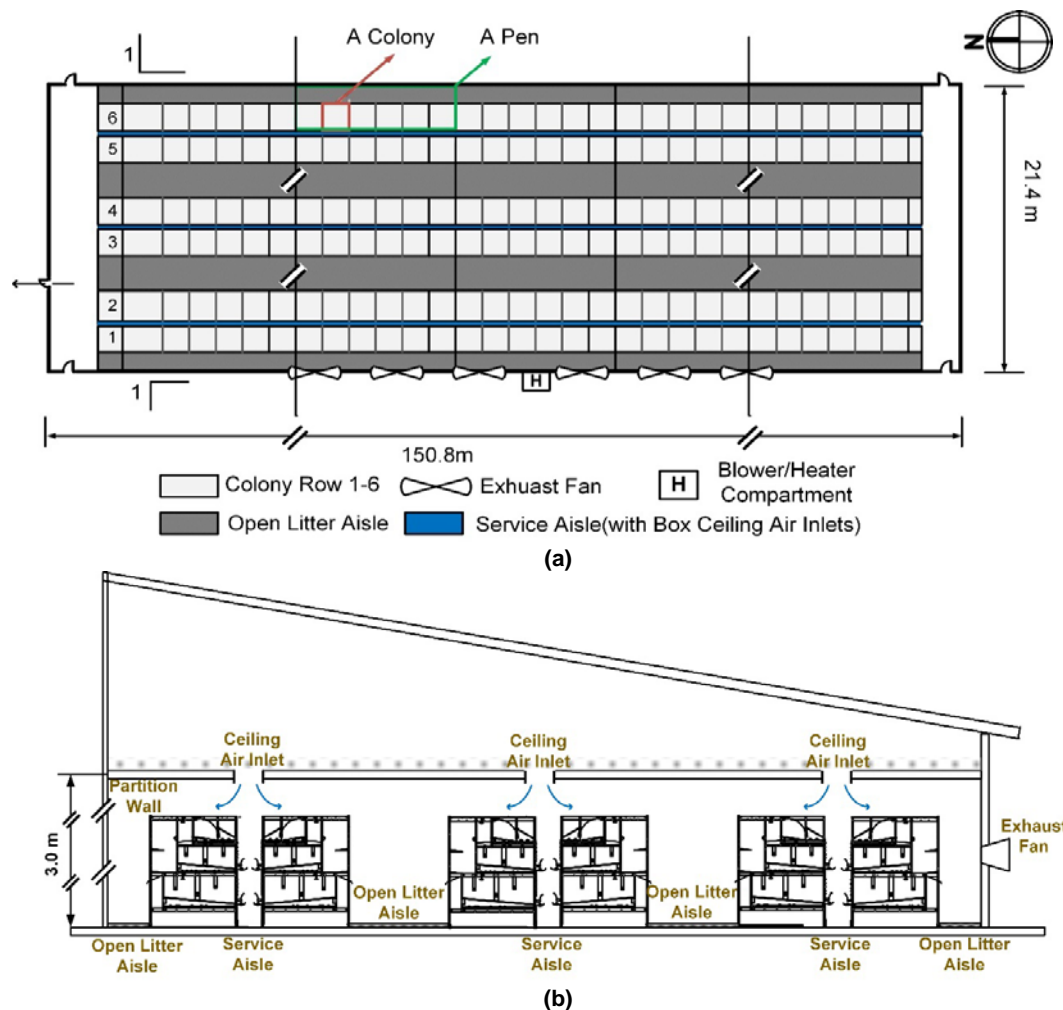 A Colony
A Pen
N
1
6
5
4
3
2
1
1
H
21.4 m
150.8m
Colony Row 1-6
Exhuast Fan
H
Blower/Heater
Compartment
Open Litter Aisle
Service Aisle(with Box Ceiling Air Inlets)
(a)
Ceiling
Air Inlet
Ceiling
Air Inlet
Ceiling
Air Inlet
Partition
Wall
3.0 m
Exhaust
Fan
Open Litter
Aisle
Open Litter
Aisle
Open Litter
Aisle
Service
Aisle
Service
Aisle
Service
Aisle
Open Litter
Aisle
(b)